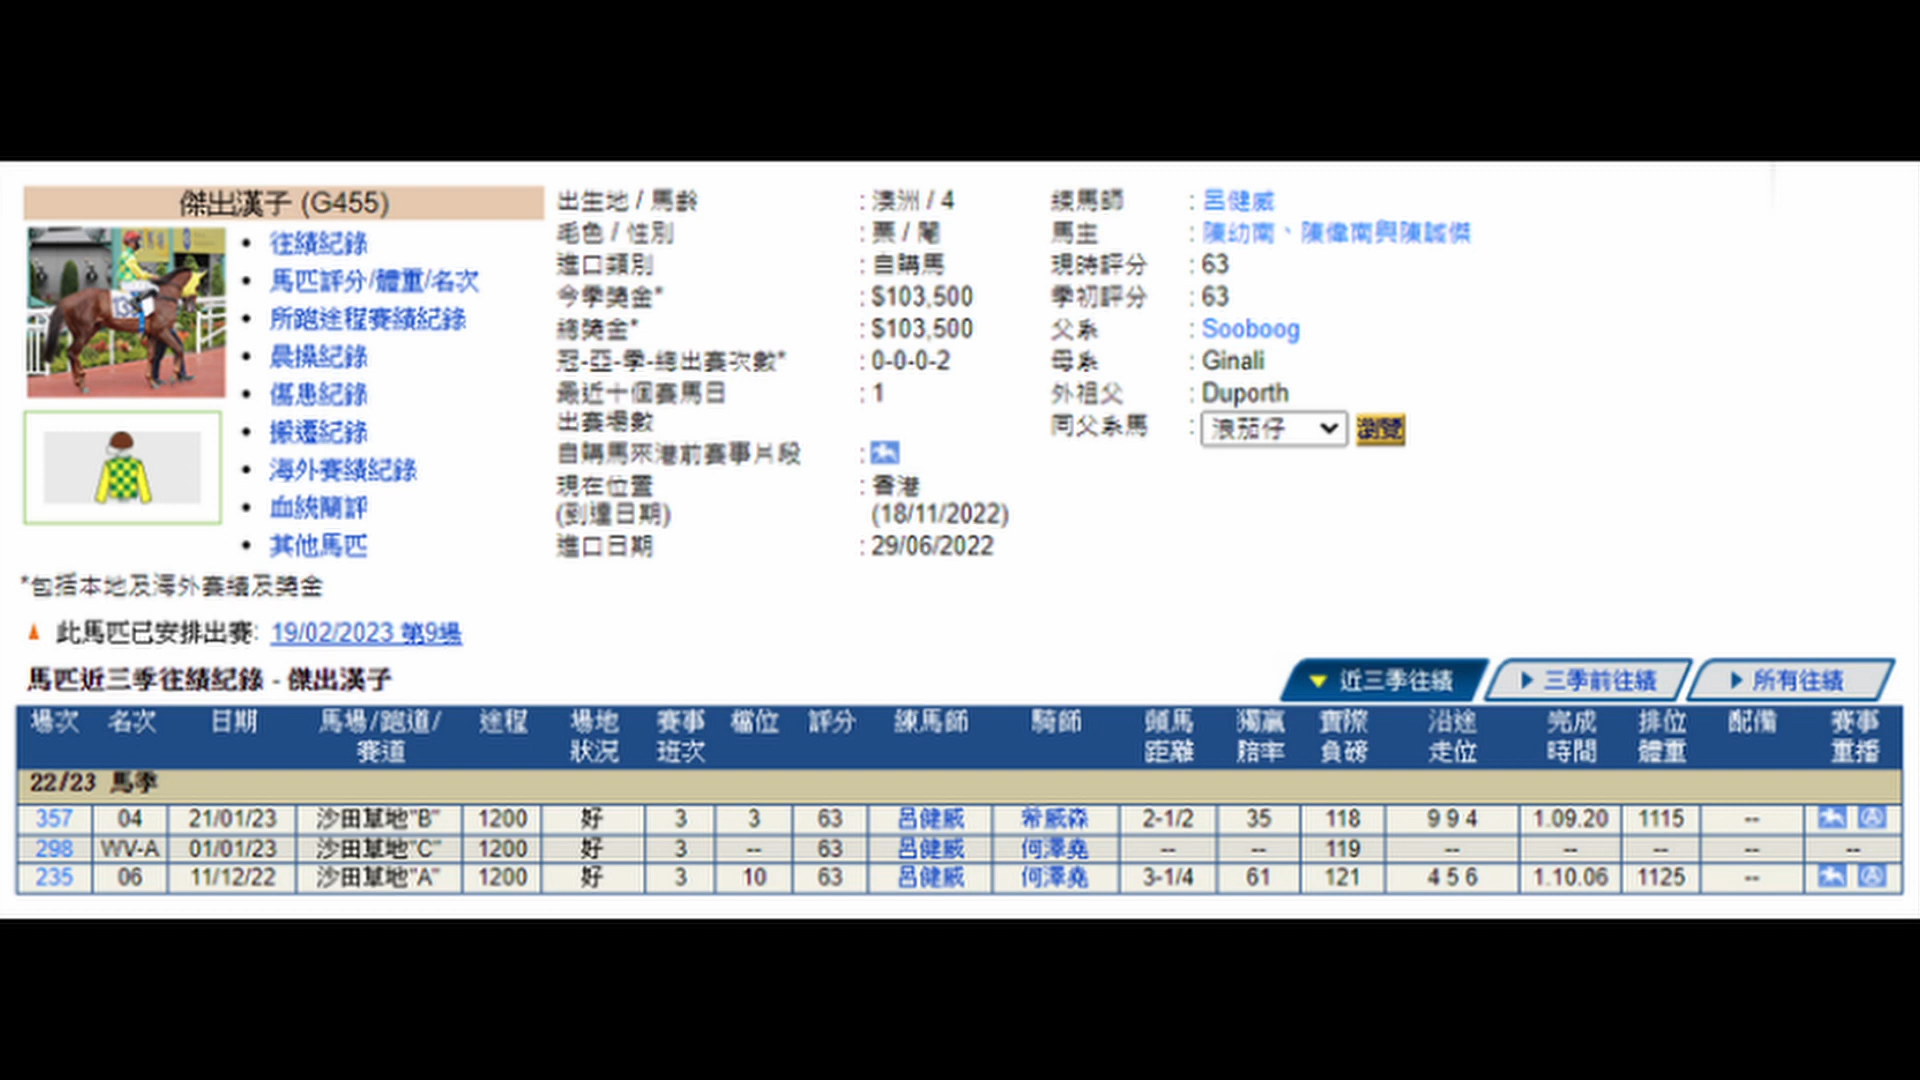 傑出漢子 (G455)
往績紀錄
馬匹評分/體重/名次
所跑途程賽績紀錄
晨操紀錄
傷患紀錄
搬遷紀錄
海外賽績紀錄
血統簡評
其他馬匹
出生地 / 馬齡 : 澳洲 / 4
毛色 / 性別 : 棗 / 閹
進口類別 : 自購馬
今季獎金* : $103,500
總獎金* : $103,500
冠-亞-季-總出賽次數* : 0-0-0-2
最近十個賽馬日 : 1
出賽場數
自購馬來港前賽事片段 :
現在位置 : 香港
(到達日期) (18/11/2022)
進口日期 : 29/06/2022
練馬師 : 呂健威
馬主 : 陳幼南、陳偉南與陳誠傑
現時評分 : 63
季初評分 : 63
父系 : Sooboog
母系 : Ginali
外祖父 : Duporth
同父系馬 : 浪茄仔 瀏覽
*包括本地及海外賽績及獎金
此馬匹已安排出賽: 19/02/2023 第9場
馬匹近三季往績紀錄 - 傑出漢子 近三季往績 三季前往績 所有往績
場次 名次 日期 馬場/跑道/ 途程 場地 賽事 檔位 評分 練馬師 騎師 頭馬 獨贏 實際 沿途 完成 排位 配備 賽事
賽道 狀況 班次 距離 賠率 負磅 走位 時間 體重 重播
22/23 馬季
357 04 21/01/23 沙田草地"B" 1200 好 3 3 63 呂健威 希威森 2-1/2 35 118 9 9 4 1.09.20 1115 --
298 WV-A 01/01/23 沙田草地"C" 1200 好 3 -- 63 呂健威 何澤堯 -- -- 119 -- -- -- -- --
235 06 11/12/22 沙田草地"A" 1200 好 3 10 63 呂健威 何澤堯 3-1/4 61 121 4 5 6 1.10.06 1125 --